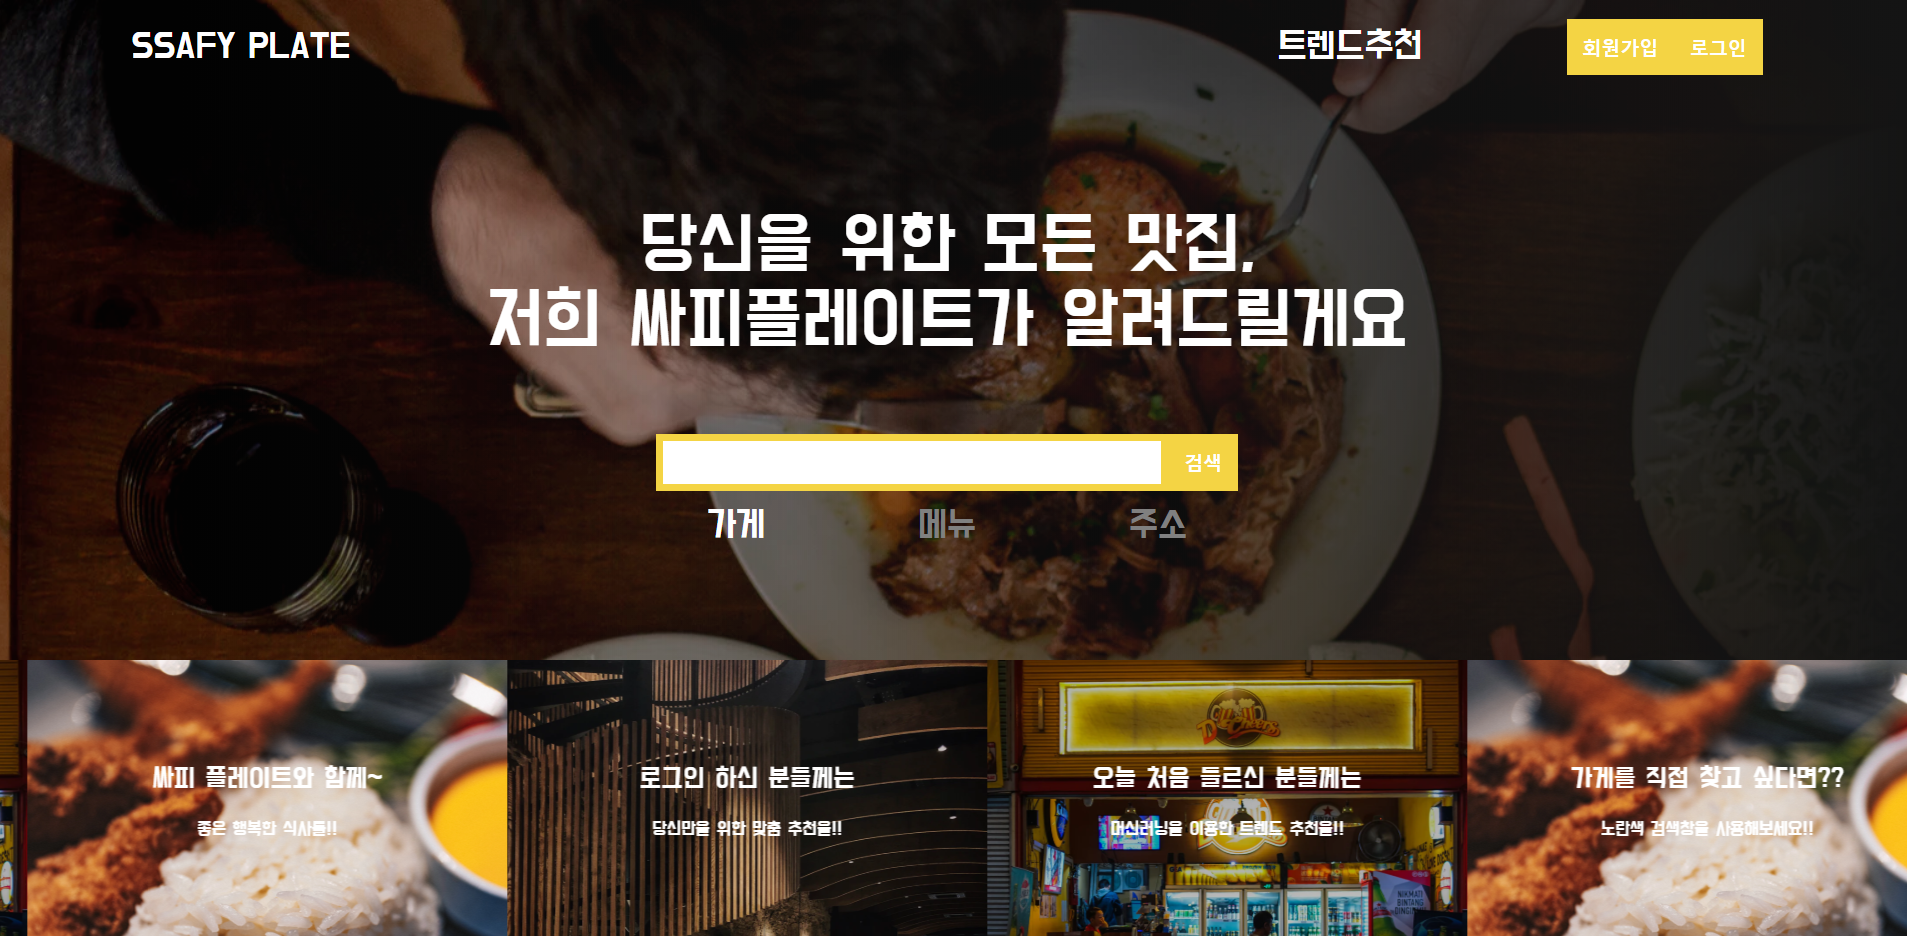 SSAFY PLATE
트렌드추천
회원가입 로그인
당신을 위한 모든 맛집,
저희 싸피플레이트가 알려드릴게요
검색
가게 메뉴 주소
싸피 플레이트와 함께~
좋은 행복한 식사를!!
로그인 하신 분들께는
당신만을 위한 맞춤 추천을!!
오늘 처음 들르신 분들께는
머신러닝을 이용한 트렌드 추천을!!
가게를 직접 찾고 싶다면??
노란색 검색창을 사용해보세요!!
NIKMATI
BINTANG